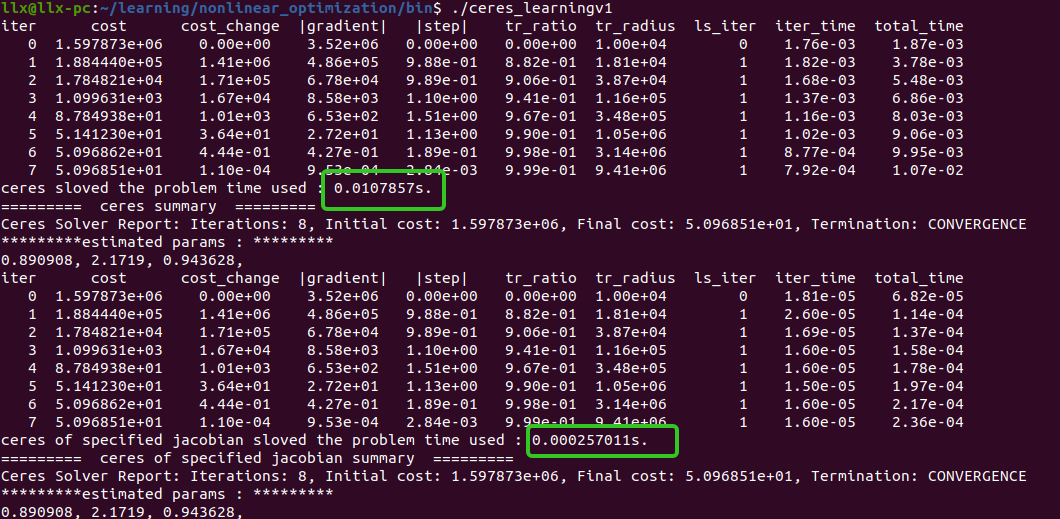 llx@llx-pc:~/learning/nonlinear_optimization/bin$ ./ceres_learningv1
iter cost cost_change |gradient| |step| tr_ratio tr_radius ls_iter iter_time total_time
0 1.597873e+06 0.00e+00 3.52e+06 0.00e+00 0.00e+00 1.00e+04 0 1.76e-03 1.87e-03
1 1.884440e+05 1.41e+06 4.86e+05 9.88e-01 8.82e-01 1.81e+04 1 1.82e-03 3.78e-03
2 1.784821e+04 1.71e+05 6.78e+04 9.89e-01 9.06e-01 3.87e+04 1 1.68e-03 5.48e-03
3 1.099631e+03 1.67e+04 8.58e+03 1.10e+00 9.41e-01 1.16e+05 1 1.37e-03 6.86e-03
4 8.784938e+01 1.01e+03 6.53e+02 1.51e+00 9.67e-01 3.48e+05 1 1.16e-03 8.03e-03
5 5.141230e+01 3.64e+01 2.72e+01 1.13e+00 9.90e-01 1.05e+06 1 1.02e-03 9.06e-03
6 5.096862e+01 4.44e-01 4.27e-01 1.89e-01 9.98e-01 3.14e+06 1 8.77e-04 9.95e-03
7 5.096851e+01 1.10e-04 9.53e-04 2.84e-03 9.99e-01 9.41e+06 1 7.92e-04 1.07e-02
ceres sloved the problem time used : 0.0107857s.
========= ceres summary =========
Ceres Solver Report: Iterations: 8, Initial cost: 1.597873e+06, Final cost: 5.096851e+01, Termination: CONVERGENCE
*********estimated params : *********
0.890908, 2.1719, 0.943628,
iter cost cost_change |gradient| |step| tr_ratio tr_radius ls_iter iter_time total_time
0 1.597873e+06 0.00e+00 3.52e+06 0.00e+00 0.00e+00 1.00e+04 0 1.81e-05 6.82e-05
1 1.884440e+05 1.41e+06 4.86e+05 9.88e-01 8.82e-01 1.81e+04 1 2.60e-05 1.14e-04
2 1.784821e+04 1.71e+05 6.78e+04 9.89e-01 9.06e-01 3.87e+04 1 1.69e-05 1.37e-04
3 1.099631e+03 1.67e+04 8.58e+03 1.10e+00 9.41e-01 1.16e+05 1 1.60e-05 1.58e-04
4 8.784938e+01 1.01e+03 6.53e+02 1.51e+00 9.67e-01 3.48e+05 1 1.60e-05 1.78e-04
5 5.141230e+01 3.64e+01 2.72e+01 1.13e+00 9.90e-01 1.05e+06 1 1.50e-05 1.97e-04
6 5.096862e+01 4.44e-01 4.27e-01 1.89e-01 9.98e-01 3.14e+06 1 1.60e-05 2.17e-04
7 5.096851e+01 1.10e-04 9.53e-04 2.84e-03 9.99e-01 9.41e+06 1 1.60e-05 2.36e-04
ceres of specified jacobian sloved the problem time used : 0.000257011s.
========= ceres of specified jacobian summary =========
Ceres Solver Report: Iterations: 8, Initial cost: 1.597873e+06, Final cost: 5.096851e+01, Termination: CONVERGENCE
*********estimated params : *********
0.890908, 2.1719, 0.943628,